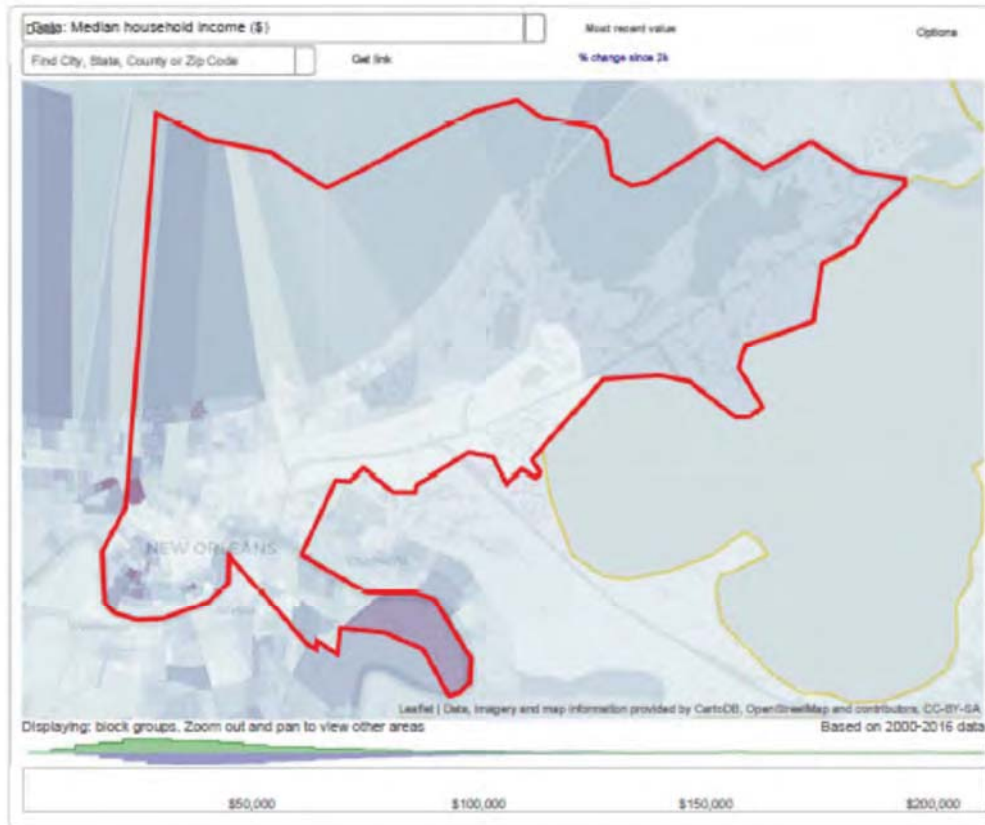 Data: Median household income ($)
Most recent value
Options
Find City, State, County or Zip Code
Get link
% change since 2k
NEW ORLEANS
Leaflet | Data, imagery and map information provided by CartoDB, OpenStreetMap and contributors, CC-BY-SA
Displaying: block groups. Zoom out and pan to view other areas
Based on 2000-2016 data
$50,000
$100,000
$150,000
$200,000